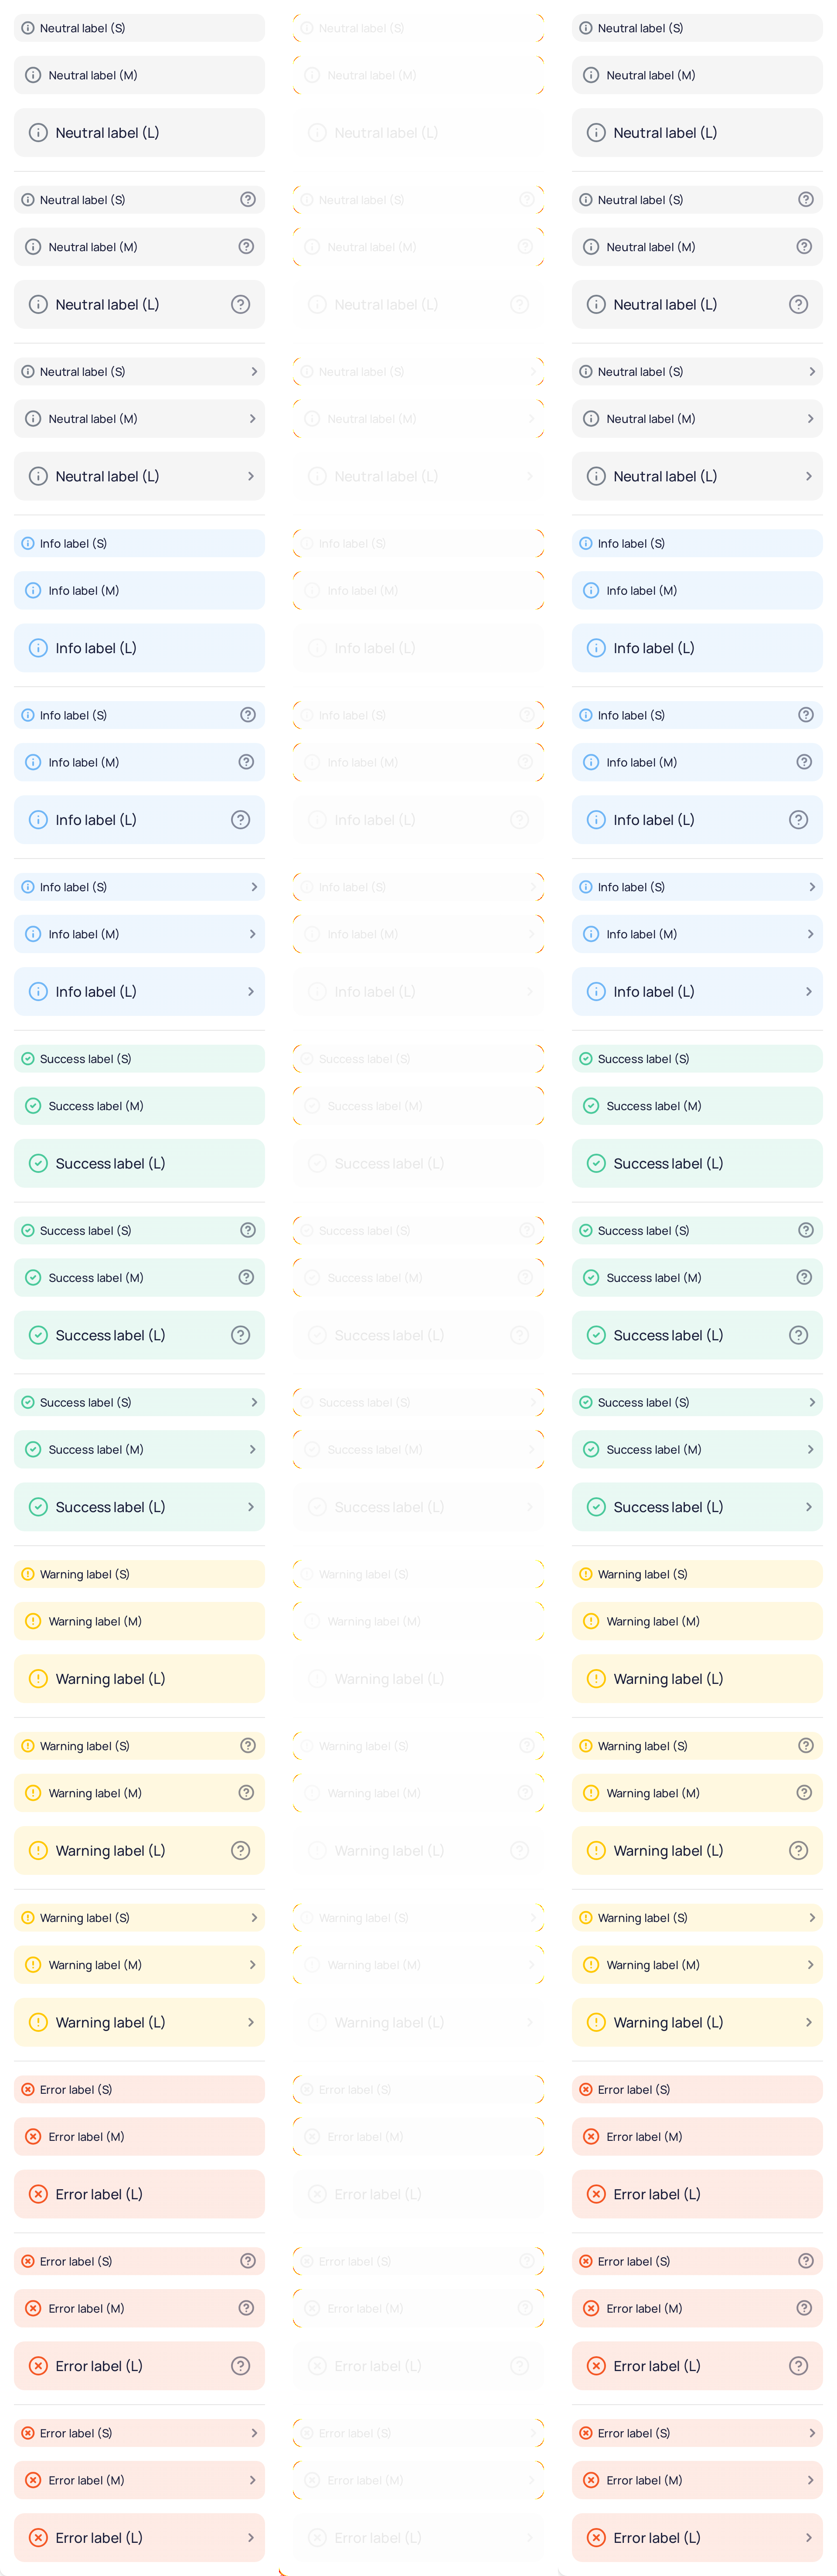 Neutral label (S) Neutral label (S) Neutral label (S)
Neutral label (M) Neutral label (M) Neutral label (M)
Neutral label (L) Neutral label (L) Neutral label (L)
Neutral label (S) Neutral label (S) Neutral label (S)
Neutral label (M) Neutral label (M) Neutral label (M)
Neutral label (L) Neutral label (L) Neutral label (L)
Neutral label (S) Neutral label (S) Neutral label (S)
Neutral label (M) Neutral label (M) Neutral label (M)
Neutral label (L) Neutral label (L) Neutral label (L)
Info label (S) Info label (S) Info label (S)
Info label (M) Info label (M) Info label (M)
Info label (L) Info label (L) Info label (L)
Info label (S) Info label (S) Info label (S)
Info label (M) Info label (M) Info label (M)
Info label (L) Info label (L) Info label (L)
Info label (S) Info label (S) Info label (S)
Info label (M) Info label (M) Info label (M)
Info label (L) Info label (L) Info label (L)
Success label (S) Success label (S) Success label (S)
Success label (M) Success label (M) Success label (M)
Success label (L) Success label (L) Success label (L)
Success label (S) Success label (S) Success label (S)
Success label (M) Success label (M) Success label (M)
Success label (L) Success label (L) Success label (L)
Success label (S) Success label (S) Success label (S)
Success label (M) Success label (M) Success label (M)
Success label (L) Success label (L) Success label (L)
Warning label (S) Warning label (S) Warning label (S)
Warning label (M) Warning label (M) Warning label (M)
Warning label (L) Warning label (L) Warning label (L)
Warning label (S) Warning label (S) Warning label (S)
Warning label (M) Warning label (M) Warning label (M)
Warning label (L) Warning label (L) Warning label (L)
Warning label (S) Warning label (S) Warning label (S)
Warning label (M) Warning label (M) Warning label (M)
Warning label (L) Warning label (L) Warning label (L)
Error label (S) Error label (S) Error label (S)
Error label (M) Error label (M) Error label (M)
Error label (L) Error label (L) Error label (L)
Error label (S) Error label (S) Error label (S)
Error label (M) Error label (M) Error label (M)
Error label (L) Error label (L) Error label (L)
Error label (S) Error label (S) Error label (S)
Error label (M) Error label (M) Error label (M)
Error label (L) Error label (L) Error label (L)